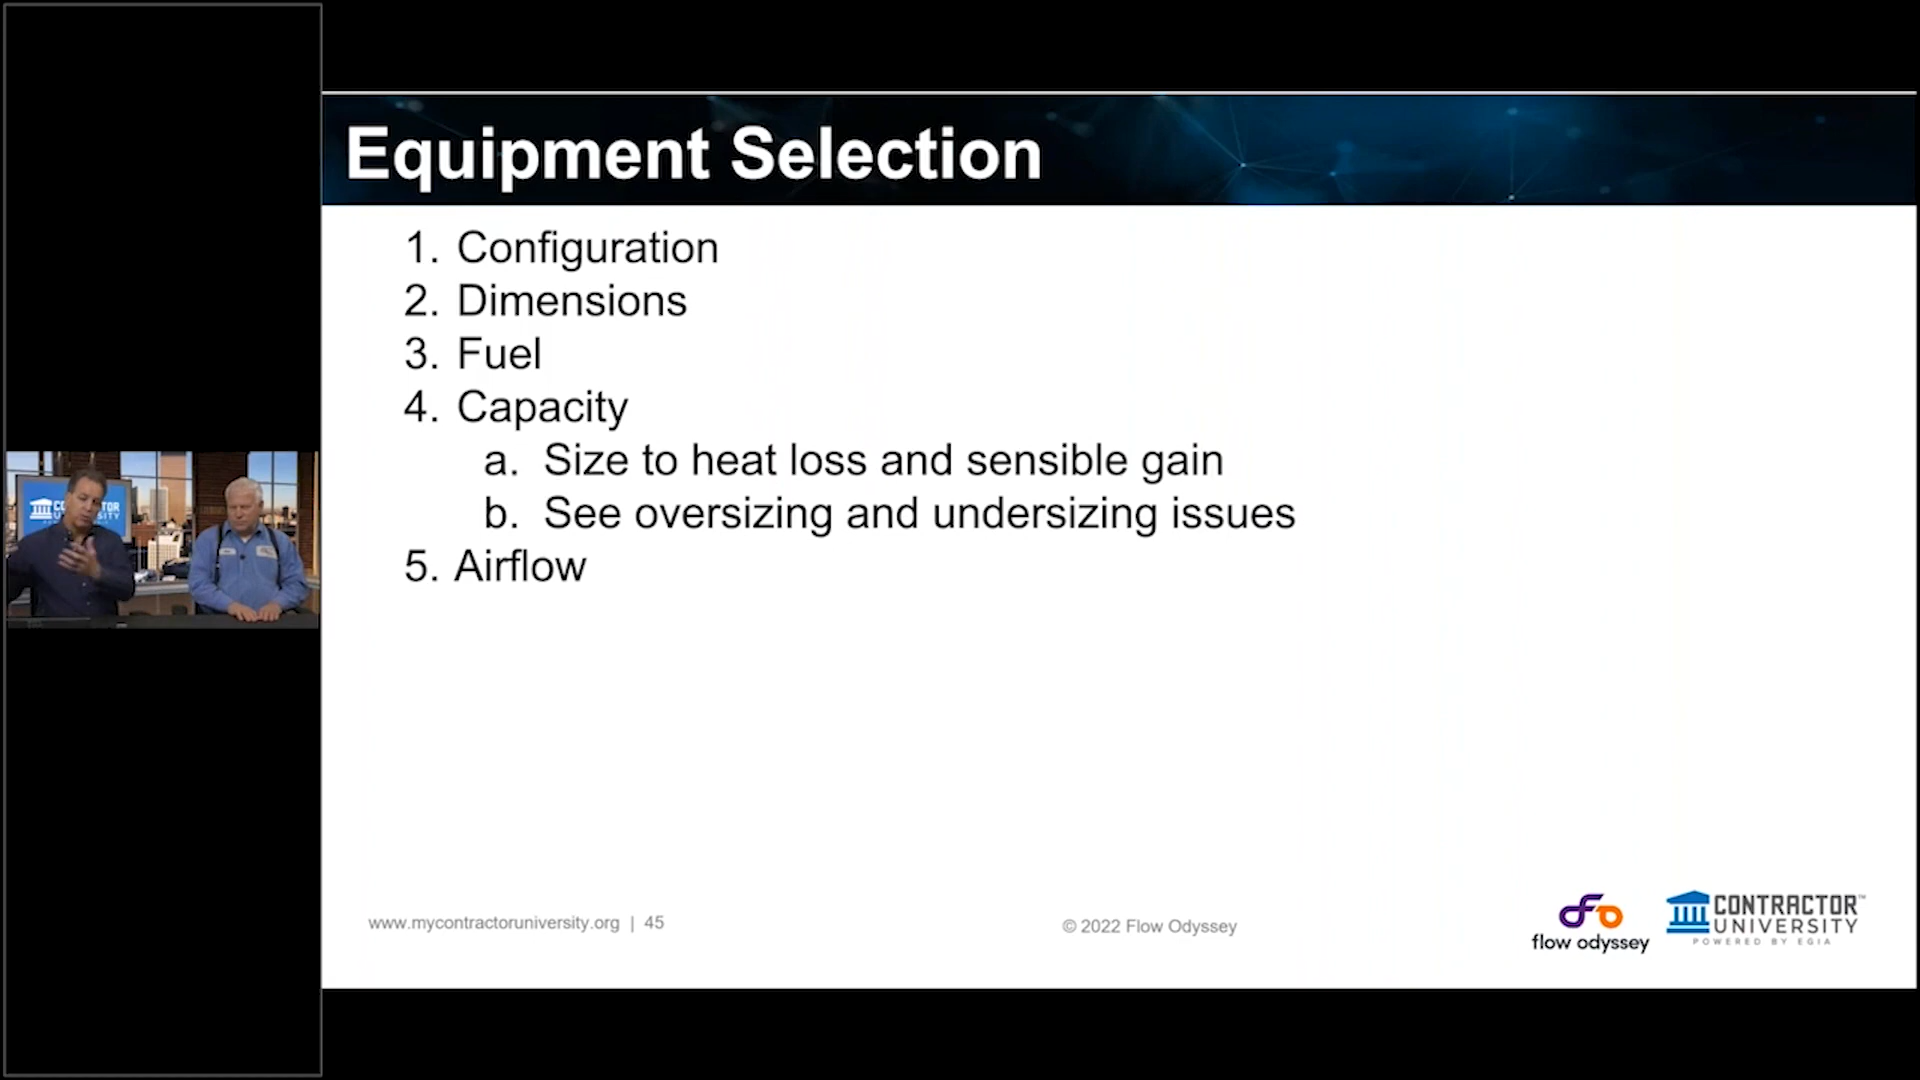 Equipment Selection
1. Configuration
2. Dimensions
3. Fuel
4. Capacity
a. Size to heat loss and sensible gain
b. See oversizing and undersizing issues
5. Airflow
www.mycontractoruniversity.org | 45
© 2022 Flow Odyssey
flow odyssey
CONTRACTOR™
UNIVERSITY
POWERED BY EGIA